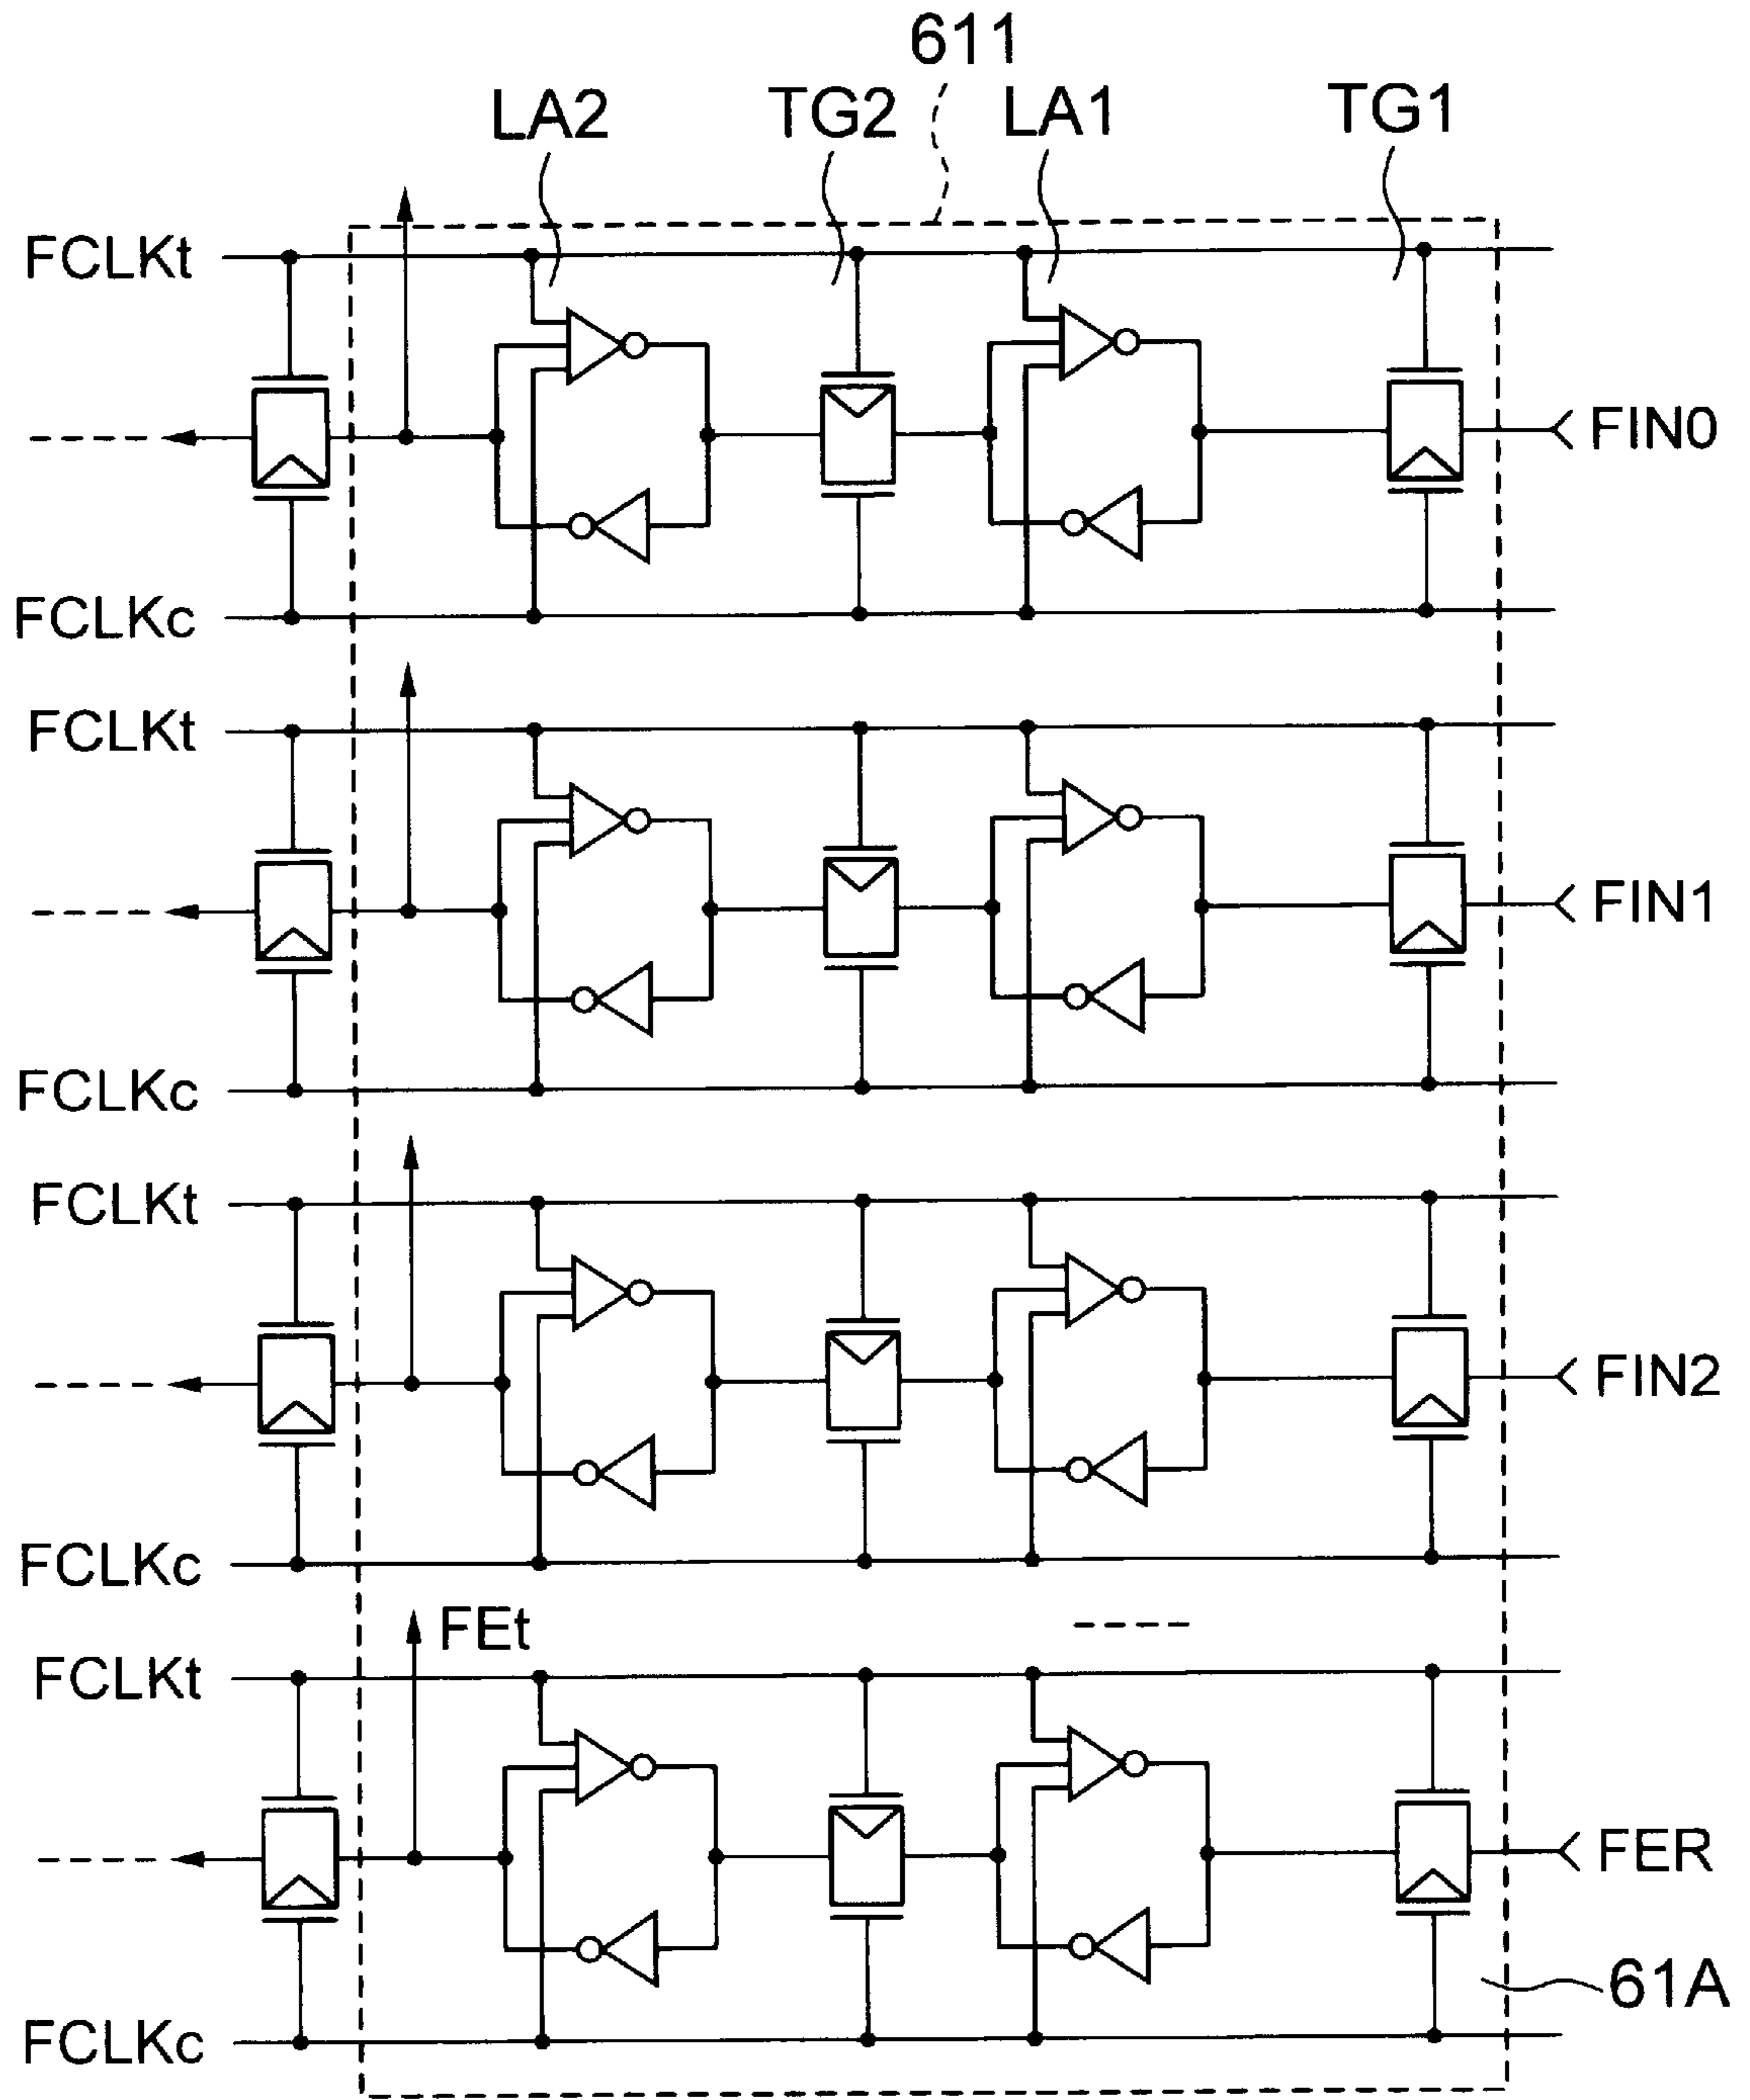 611
LA2 TG2 LA1 TG1
FCLKt
FIN0
FCLKc
FCLKt
FIN1
FCLKc
FCLKt
FIN2
FCLKc
FEt
FCLKt
FER
61A
FCLKc